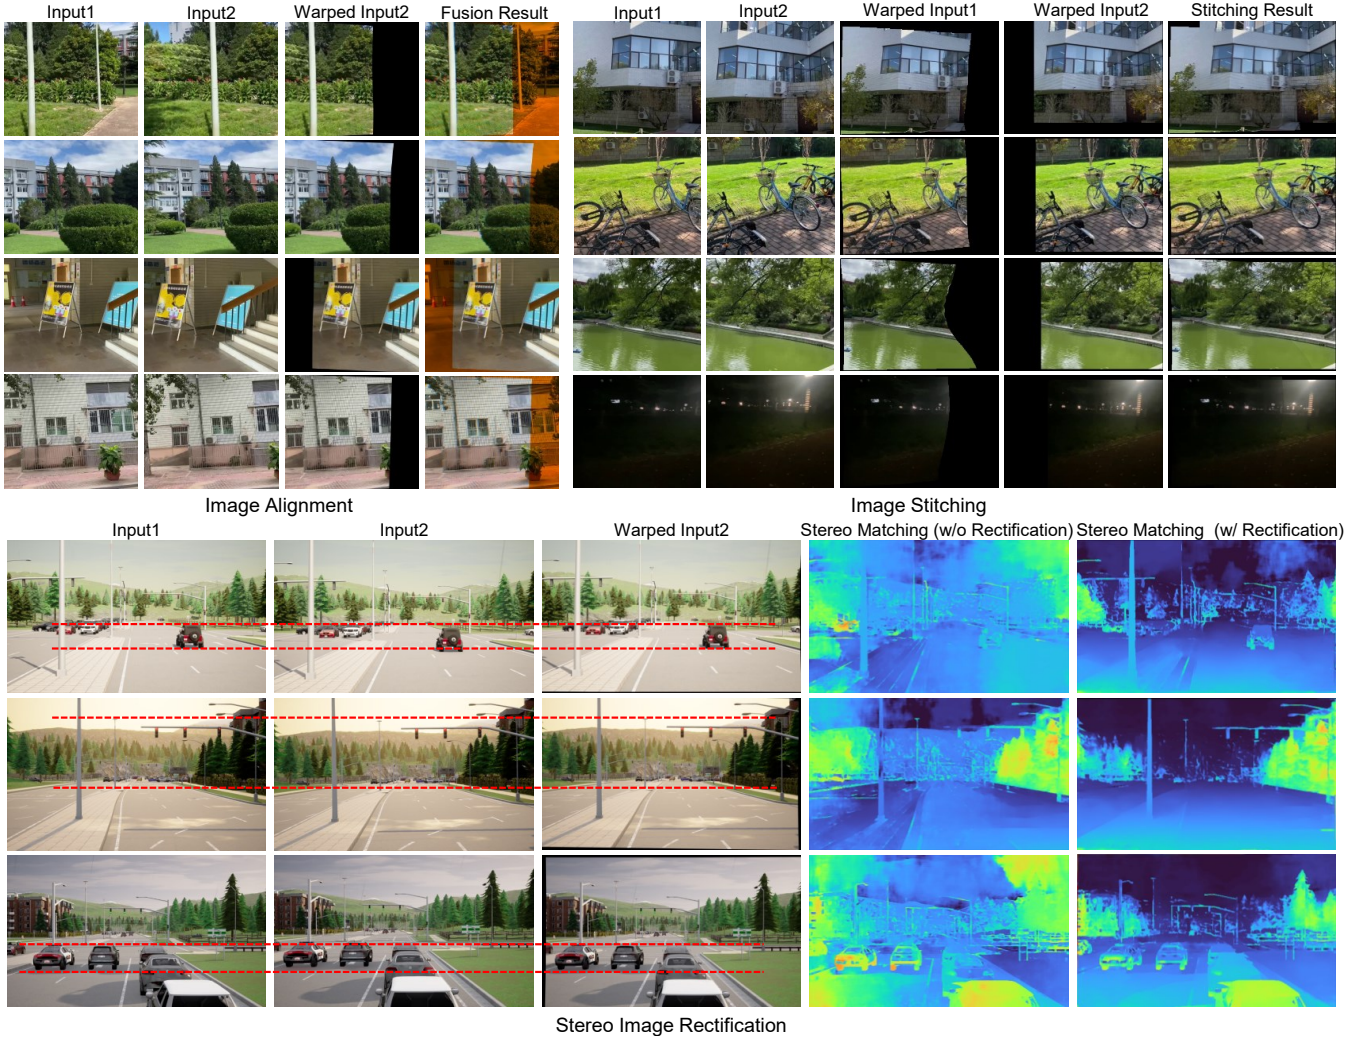 Input1 Input2 Warped Input2 Fusion Result
Input1 Input2 Warped Input1 Warped Input2 Stitching Result
Image Alignment
Image Stitching
Input1 Input2 Warped Input2 Stereo Matching (w/o Rectification) Stereo Matching (w/ Rectification)
Stereo Image Rectification